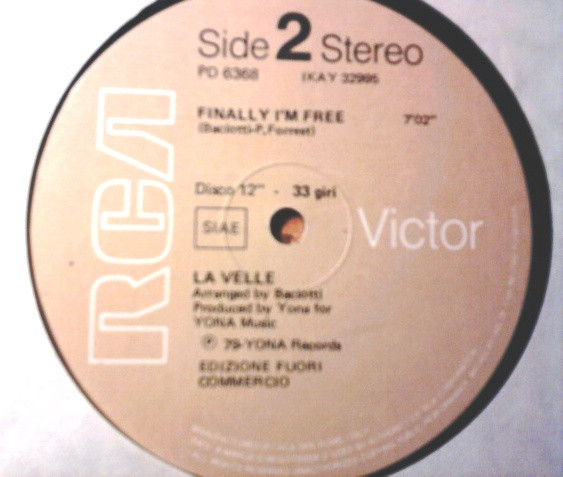 Side 2 Stereo
PD 6368 IKAY 32995
FINALLY I'M FREE 7'02"
(Baciotti-P. Forrest)
Disco 12" - 33 giri
SIAE
RCA Victor
LA VELLE
Arranged by Baciotti
Produced by Yona for
YONA Music
℗ 79-YONA Records
EDIZIONE FUORI
COMMERCIO